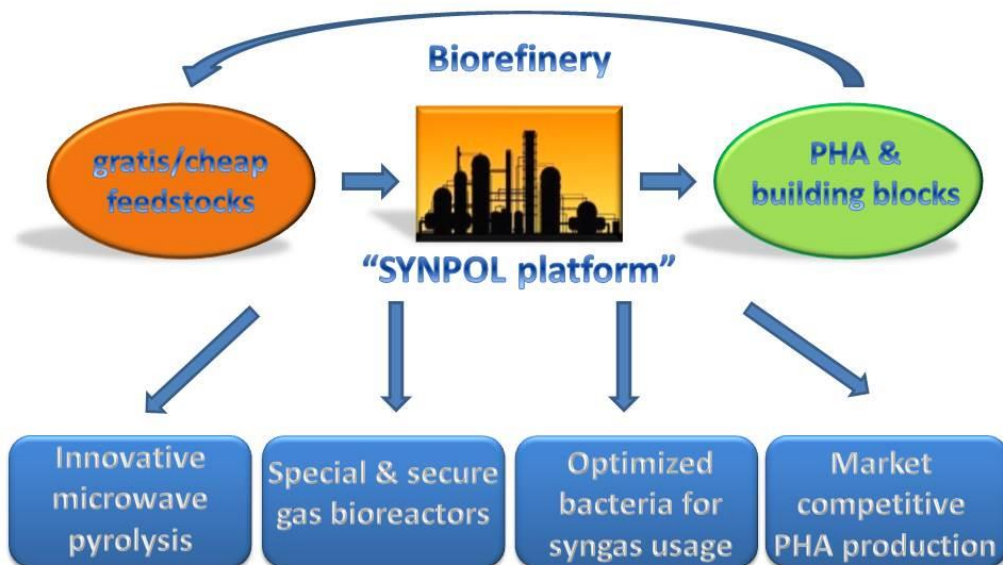 Biorefinery
gratis/cheap
feedstocks
PHA &
building blocks
“SYNPOL platform”
Innovative
microwave
pyrolysis
Special & secure
gas bioreactors
Optimized
bacteria for
syngas usage
Market
competitive
PHA production